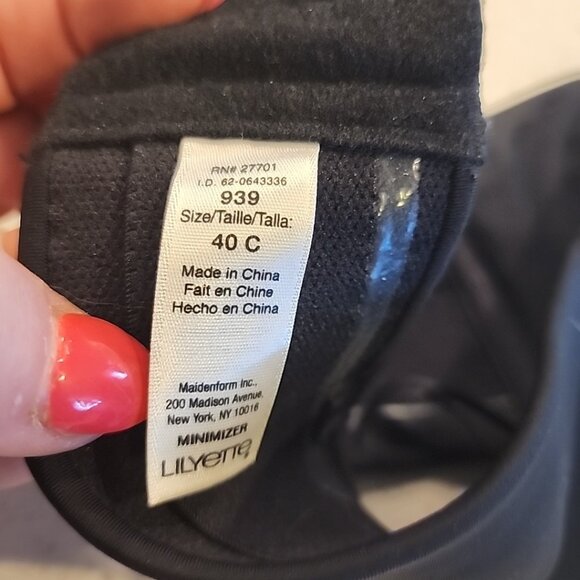 RN# 27701
I.D. 62-0643336
939
Size/Taille/Talla:
40 C
Made in China
Fait en Chine
Hecho en China
Maidenform Inc.,
200 Madison Avenue,
New York, NY 10016
MINIMIZER
LILYETTE